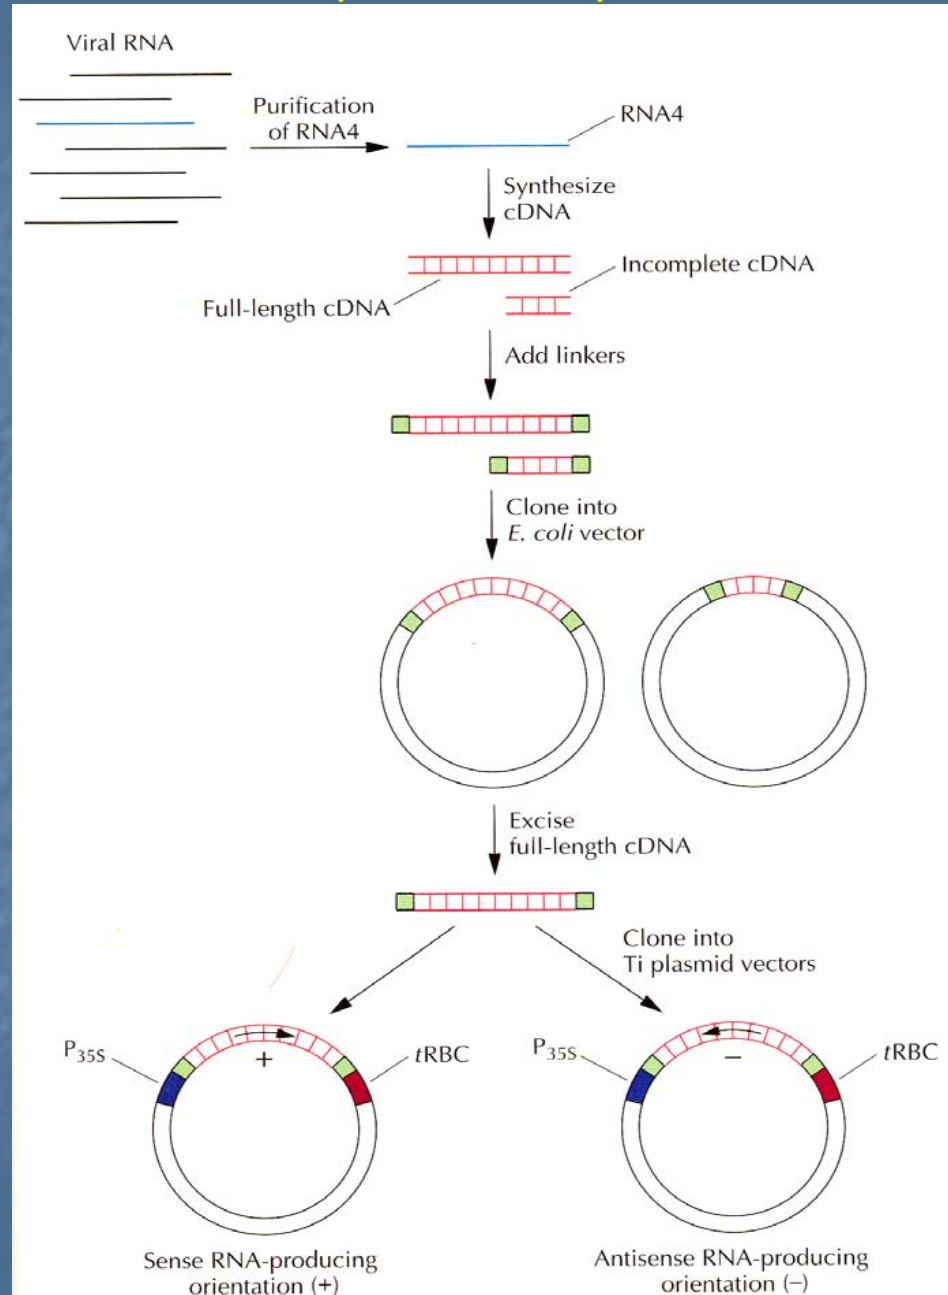 Viral RNA
Purification
of RNA4
RNA4
Synthesize
cDNA
Incomplete cDNA
Full-length cDNA
Add linkers
Clone into
E. coli vector
Excise
full-length cDNA
Clone into
Ti plasmid vectors
P35S
+
tRBC
P35S
−
tRBC
Sense RNA-producing
orientation (+)
Antisense RNA-producing
orientation (−)